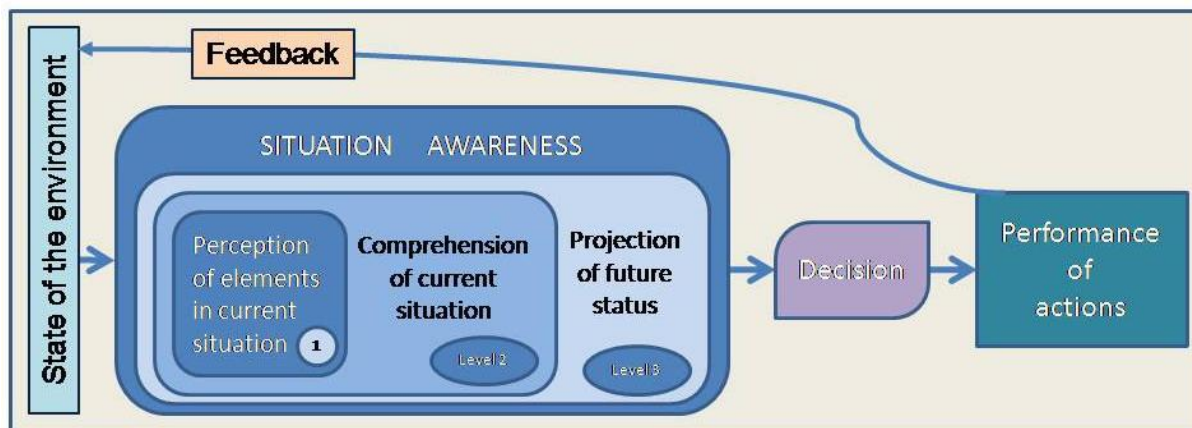 Feedback
State of the environment
SITUATION AWARENESS
Perception
of elements
in current
situation
1
Comprehension
of current
situation
Level 2
Projection
of future
status
Level 3
Decision
Performance
of
actions